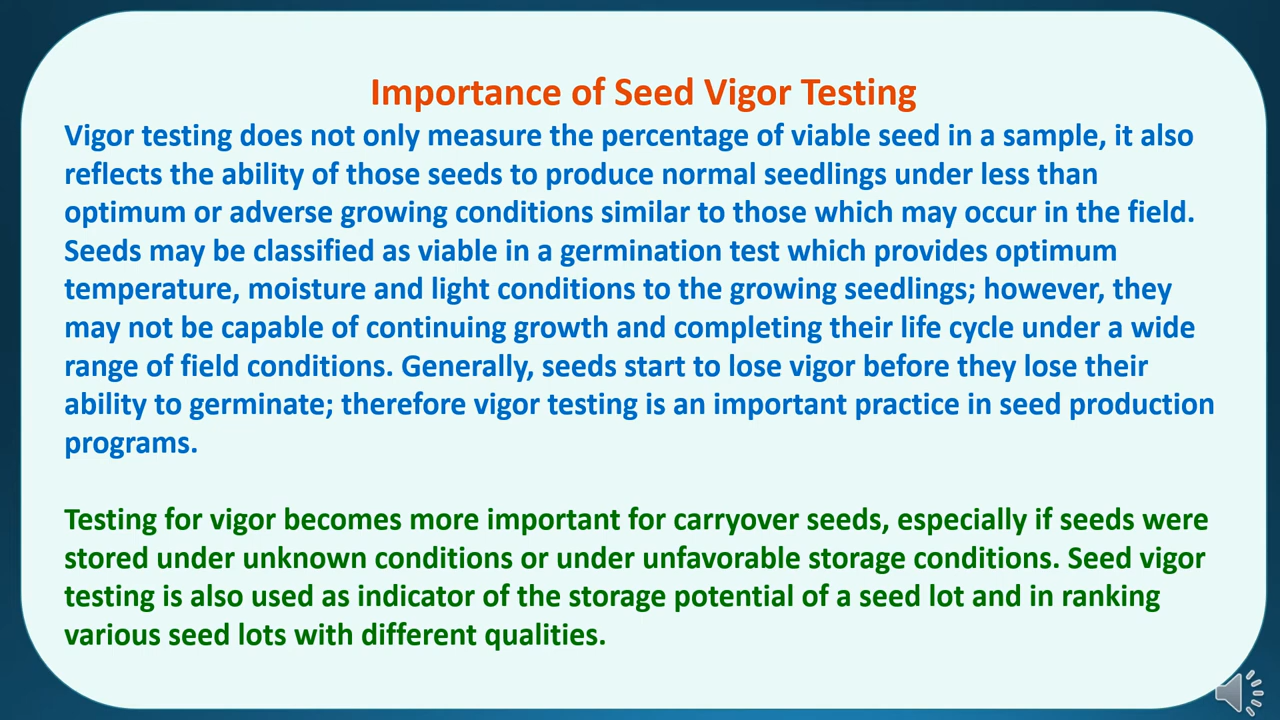 Importance of Seed Vigor Testing
Vigor testing does not only measure the percentage of viable seed in a sample, it also
reflects the ability of those seeds to produce normal seedlings under less than
optimum or adverse growing conditions similar to those which may occur in the field.
Seeds may be classified as viable in a germination test which provides optimum
temperature, moisture and light conditions to the growing seedlings; however, they
may not be capable of continuing growth and completing their life cycle under a wide
range of field conditions. Generally, seeds start to lose vigor before they lose their
ability to germinate; therefore vigor testing is an important practice in seed production
programs.
Testing for vigor becomes more important for carryover seeds, especially if seeds were
stored under unknown conditions or under unfavorable storage conditions. Seed vigor
testing is also used as indicator of the storage potential of a seed lot and in ranking
various seed lots with different qualities.